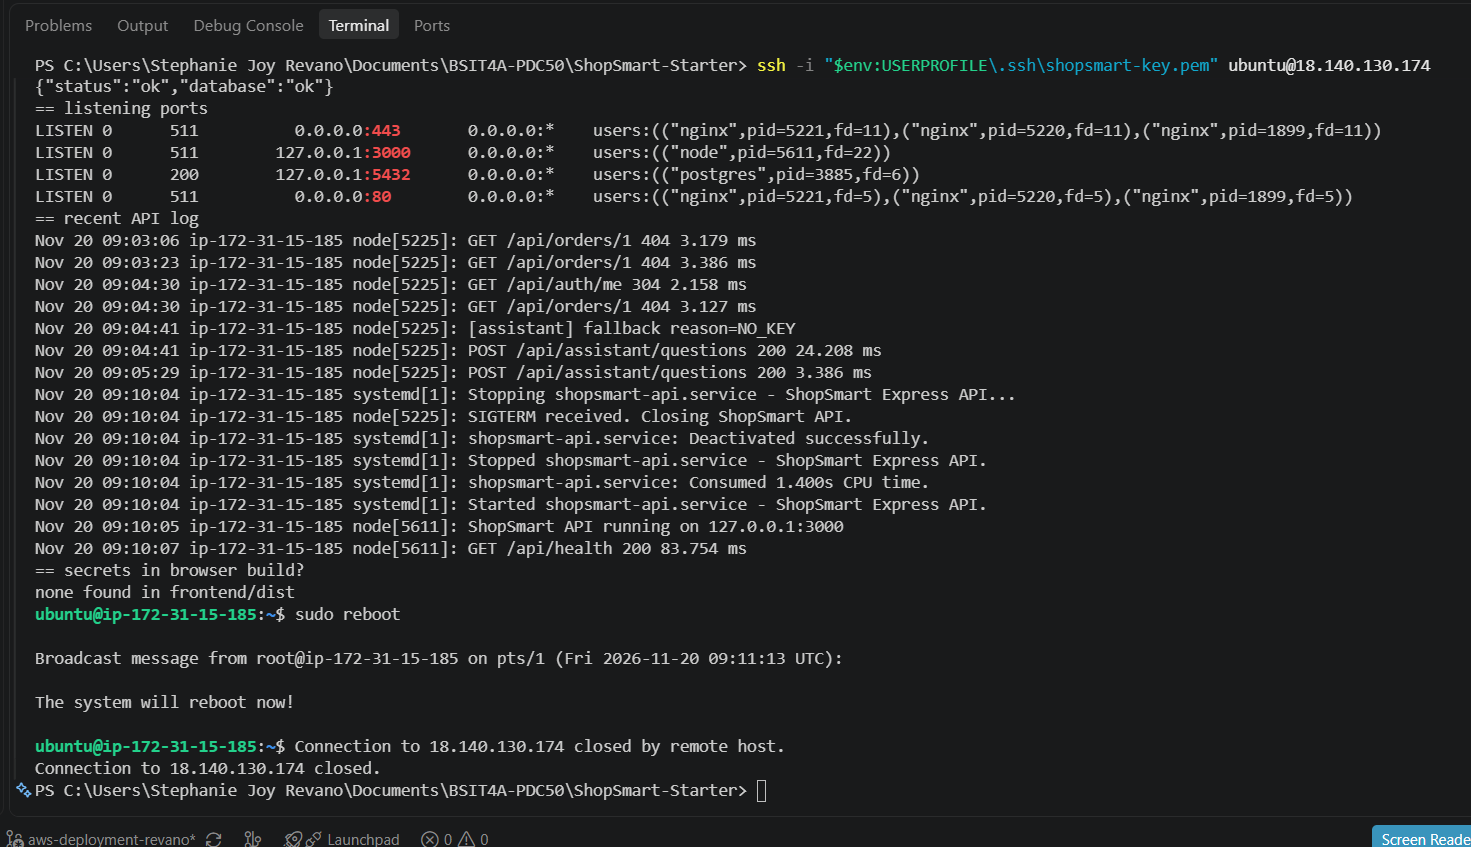 Problems Output Debug Console Terminal Ports
PS C:\Users\Stephanie Joy Revano\Documents\BSIT4A-PDC50\ShopSmart-Starter> ssh -i "$env:USERPROFILE\.ssh\shopsmart-key.pem" ubuntu@18.140.130.174
{"status":"ok","database":"ok"}
== listening ports
LISTEN 0 511 0.0.0.0:443 0.0.0.0:* users:(("nginx",pid=5221,fd=11),("nginx",pid=5220,fd=11),("nginx",pid=1899,fd=11))
LISTEN 0 511 127.0.0.1:3000 0.0.0.0:* users:(("node",pid=5611,fd=22))
LISTEN 0 200 127.0.0.1:5432 0.0.0.0:* users:(("postgres",pid=3885,fd=6))
LISTEN 0 511 0.0.0.0:80 0.0.0.0:* users:(("nginx",pid=5221,fd=5),("nginx",pid=5220,fd=5),("nginx",pid=1899,fd=5))
== recent API log
Nov 20 09:03:06 ip-172-31-15-185 node[5225]: GET /api/orders/1 404 3.179 ms
Nov 20 09:03:23 ip-172-31-15-185 node[5225]: GET /api/orders/1 404 3.386 ms
Nov 20 09:04:30 ip-172-31-15-185 node[5225]: GET /api/auth/me 304 2.158 ms
Nov 20 09:04:30 ip-172-31-15-185 node[5225]: GET /api/orders/1 404 3.127 ms
Nov 20 09:04:41 ip-172-31-15-185 node[5225]: [assistant] fallback reason=NO_KEY
Nov 20 09:04:41 ip-172-31-15-185 node[5225]: POST /api/assistant/questions 200 24.208 ms
Nov 20 09:05:29 ip-172-31-15-185 node[5225]: POST /api/assistant/questions 200 3.386 ms
Nov 20 09:10:04 ip-172-31-15-185 systemd[1]: Stopping shopsmart-api.service - ShopSmart Express API...
Nov 20 09:10:04 ip-172-31-15-185 node[5225]: SIGTERM received. Closing ShopSmart API.
Nov 20 09:10:04 ip-172-31-15-185 systemd[1]: shopsmart-api.service: Deactivated successfully.
Nov 20 09:10:04 ip-172-31-15-185 systemd[1]: Stopped shopsmart-api.service - ShopSmart Express API.
Nov 20 09:10:04 ip-172-31-15-185 systemd[1]: shopsmart-api.service: Consumed 1.400s CPU time.
Nov 20 09:10:04 ip-172-31-15-185 systemd[1]: Started shopsmart-api.service - ShopSmart Express API.
Nov 20 09:10:05 ip-172-31-15-185 node[5611]: ShopSmart API running on 127.0.0.1:3000
Nov 20 09:10:07 ip-172-31-15-185 node[5611]: GET /api/health 200 83.754 ms
== secrets in browser build?
none found in frontend/dist
ubuntu@ip-172-31-15-185:~$ sudo reboot
Broadcast message from root@ip-172-31-15-185 on pts/1 (Fri 2026-11-20 09:11:13 UTC):
The system will reboot now!
ubuntu@ip-172-31-15-185:~$ Connection to 18.140.130.174 closed by remote host.
Connection to 18.140.130.174 closed.
PS C:\Users\Stephanie Joy Revano\Documents\BSIT4A-PDC50\ShopSmart-Starter>
aws-deployment-revano* Launchpad 0 0 Screen Reade